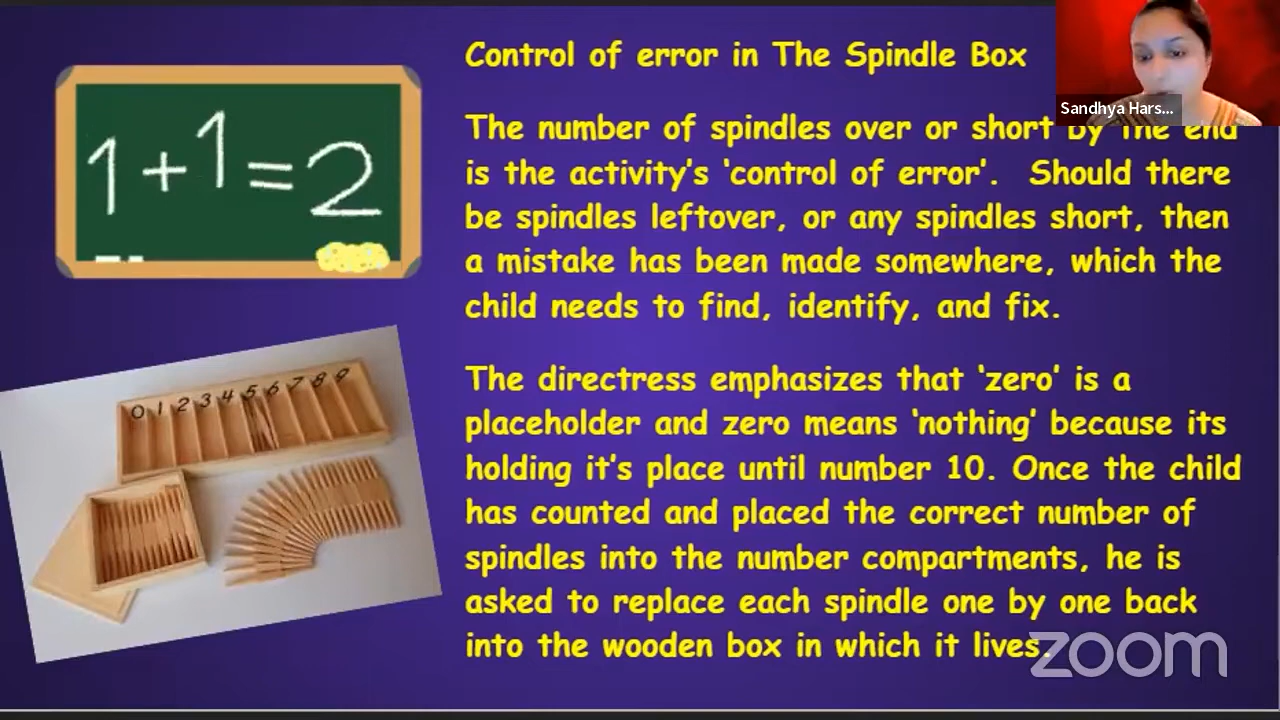 Control of error in The Spindle Box
Sandhya Hars...
The number of spindles over or short by the end
is the activity's 'control of error'.  Should there
be spindles leftover, or any spindles short, then
a mistake has been made somewhere, which the
child needs to find, identify, and fix.
1+1=2
0 1 2 3 4 5 6 7 8 9
The directress emphasizes that 'zero' is a
placeholder and zero means 'nothing' because its
holding it's place until number 10. Once the child
has counted and placed the correct number of
spindles into the number compartments, he is
asked to replace each spindle one by one back
into the wooden box in which it lives.
zoom